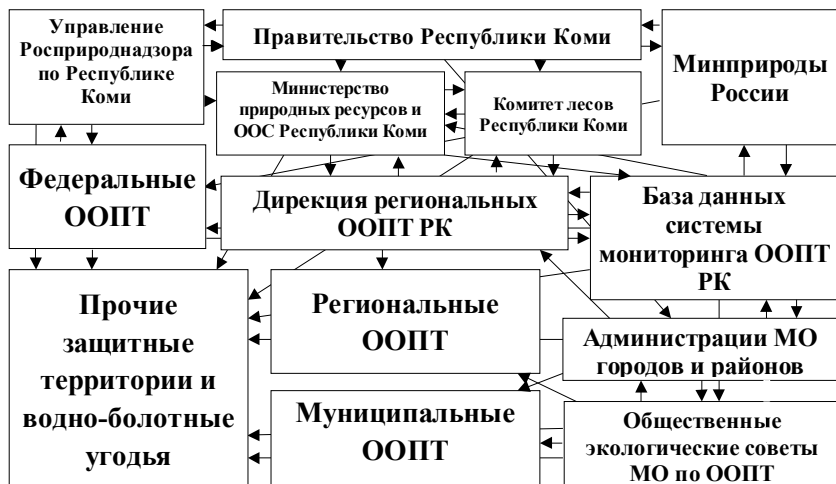 Управление
Росприроднадзора
по Республике
Коми
Правительство Республики Коми
Минприроды
России
Министерство
природных ресурсов и
ООС Республики Коми
Комитет лесов
Республики Коми
Федеральные
ООПТ
Дирекция региональных
ООПТ РК
База данных
системы
мониторинга ООПТ
РК
Прочие
защитные
территории и
водно-болотные
угодья
Региональные
ООПТ
Администрации МО
городов и районов
Муниципальные
ООПТ
Общественные
экологические советы
МО по ООПТ